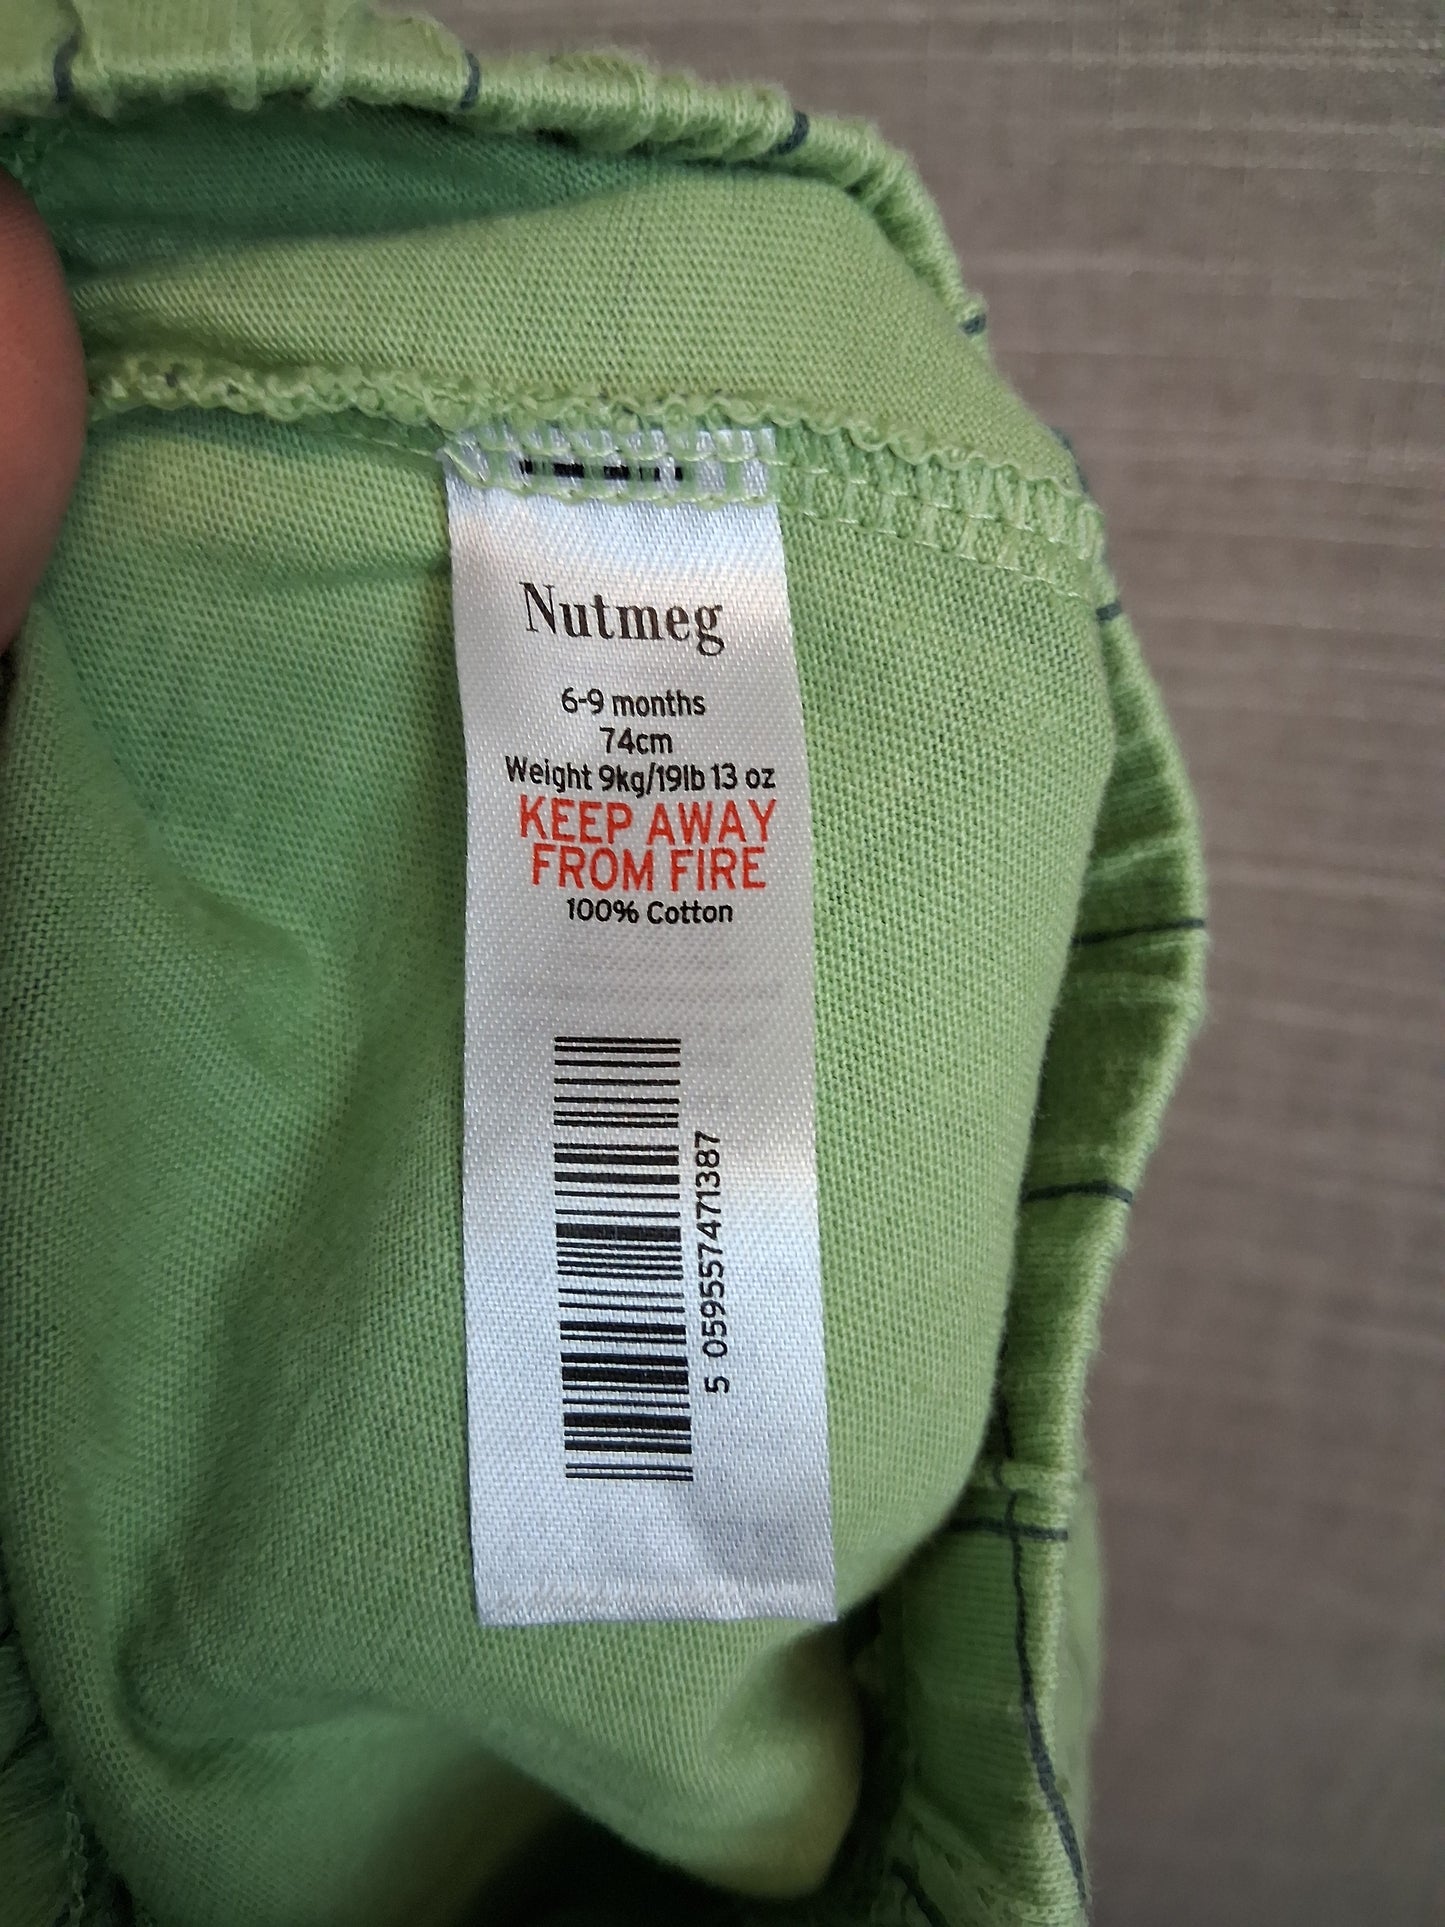 Nutmeg
6-9 months
74cm
Weight 9kg/19lb 13 oz
KEEP AWAY
FROM FIRE
100% Cotton
5 059557471387